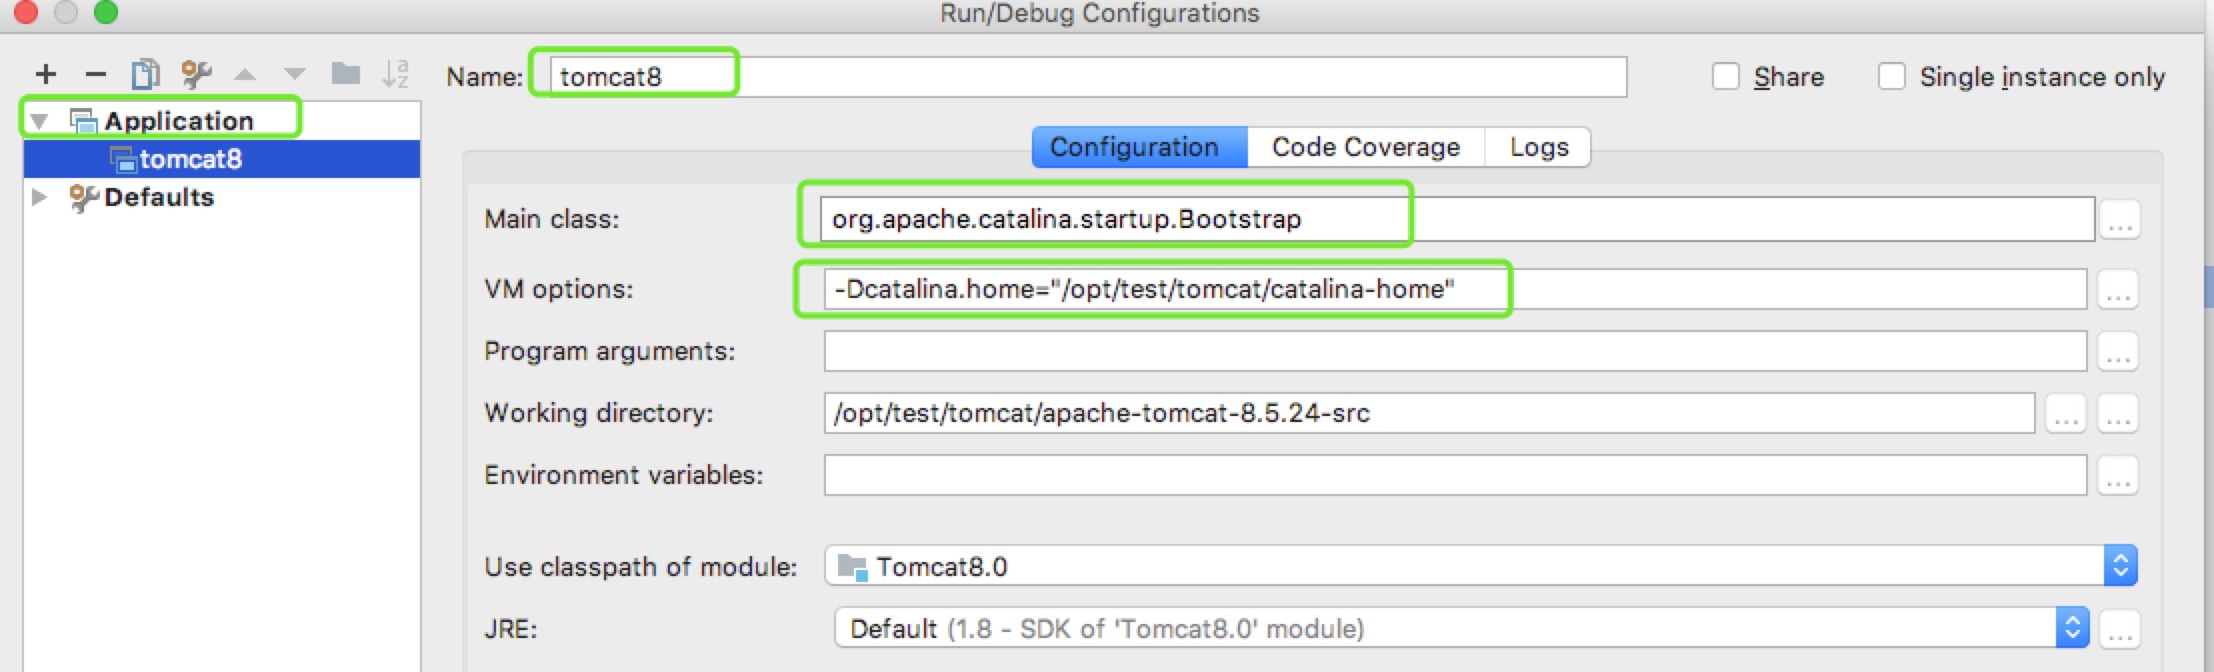 Run/Debug Configurations
Name: tomcat8 Share Single instance only
Application
tomcat8
Defaults
Configuration Code Coverage Logs
Main class: org.apache.catalina.startup.Bootstrap ...
VM options: -Dcatalina.home="/opt/test/tomcat/catalina-home" ...
Program arguments: ...
Working directory: /opt/test/tomcat/apache-tomcat-8.5.24-src ... ...
Environment variables: ...
Use classpath of module: Tomcat8.0
JRE: Default (1.8 - SDK of 'Tomcat8.0' module) ...